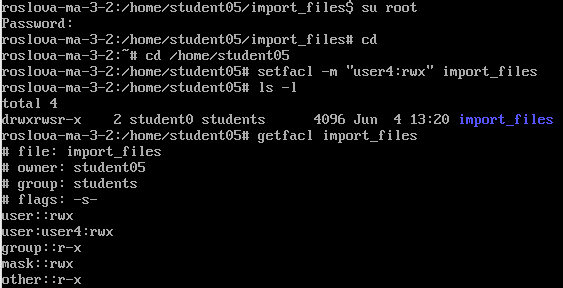 roslova-ma-3-2:/home/student05/import_files$ su root
Password:
roslova-ma-3-2:/home/student05/import_files# cd
roslova-ma-3-2:~# cd /home/student05
roslova-ma-3-2:/home/student05# setfacl -m "user4:rwx" import_files
roslova-ma-3-2:/home/student05# ls -l
total 4
drwxrwsr-x    2 student0 students      4096 Jun  4 13:20 import_files
roslova-ma-3-2:/home/student05# getfacl import_files
# file: import_files
# owner: student05
# group: students
# flags: -s-
user::rwx
user:user4:rwx
group::r-x
mask::rwx
other::r-x